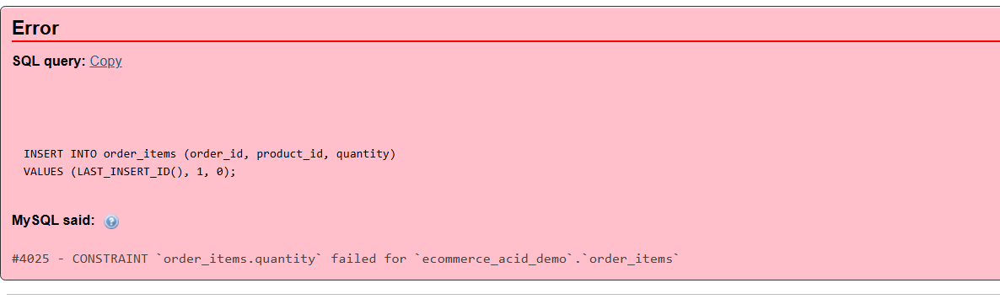 Error
SQL query: Copy
INSERT INTO order_items (order_id, product_id, quantity)
VALUES (LAST_INSERT_ID(), 1, 0);
MySQL said:
#4025 - CONSTRAINT `order_items.quantity` failed for `ecommerce_acid_demo`.`order_items`